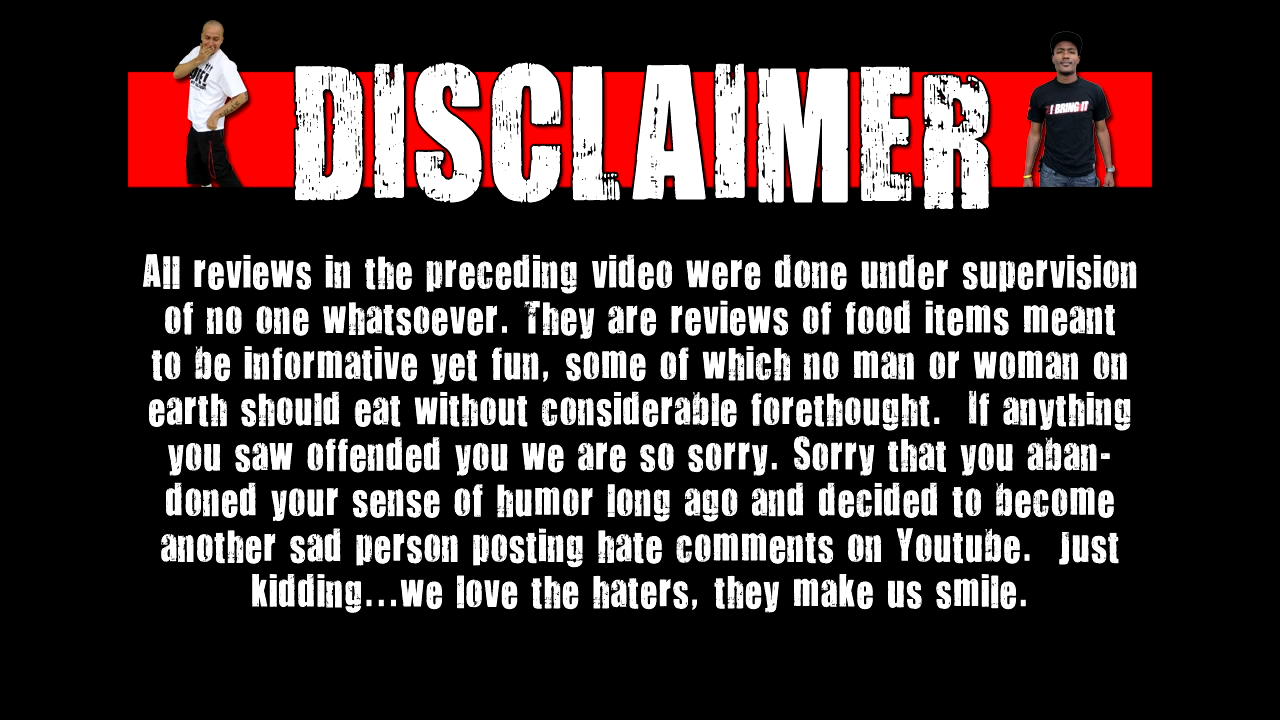 DISCLAIMER
I BRING IT
All reviews in the preceding video were done under supervision
of no one whatsoever. They are reviews of food items meant
to be informative yet fun, some of which no man or woman on
earth should eat without considerable forethought.  If anything
you saw offended you we are so sorry. Sorry that you aban-
doned your sense of humor long ago and decided to become
another sad person posting hate comments on Youtube.  Just
kidding...we love the haters, they make us smile.